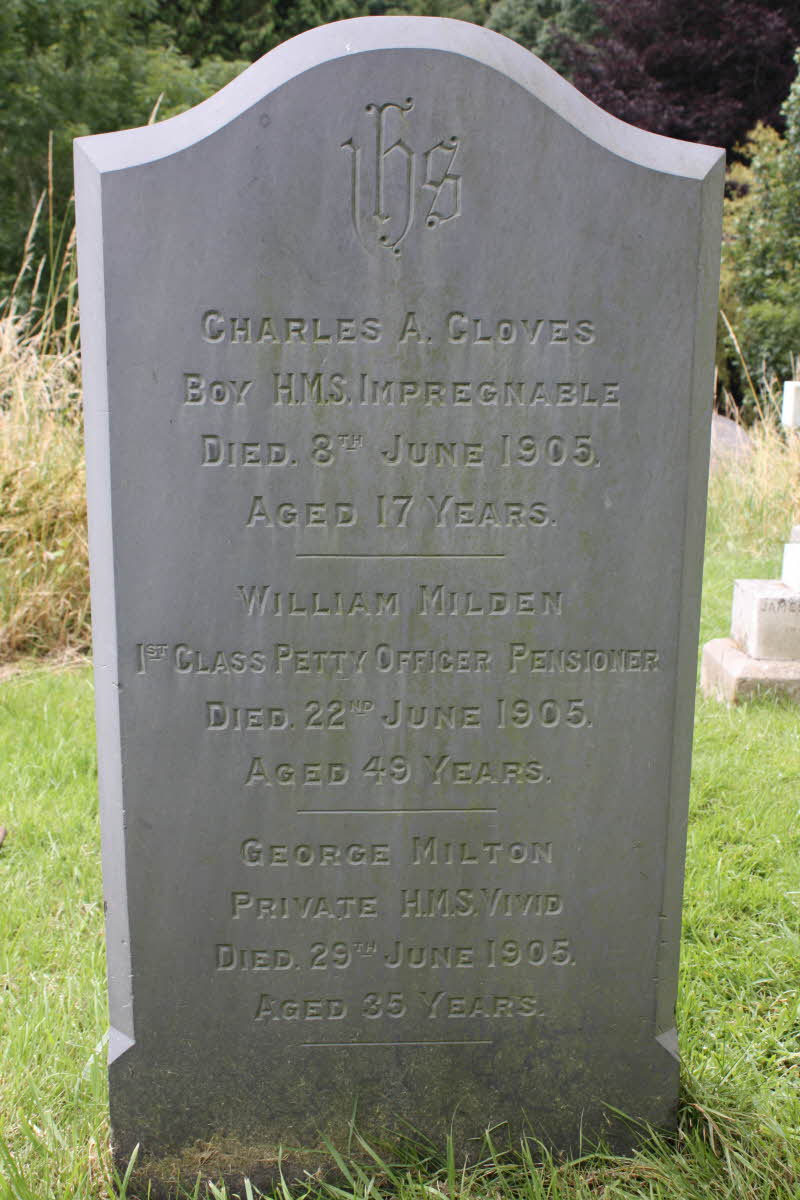 IHS
CHARLES A. CLOVES
BOY H.M.S. IMPREGNABLE
DIED. 8TH JUNE 1905.
AGED 17 YEARS.
WILLIAM MILDEN
1ST CLASS PETTY OFFICER PENSIONER
DIED. 22ND JUNE 1905.
AGED 49 YEARS.
GEORGE MILTON
PRIVATE H.M.S. VIVID
DIED. 29TH JUNE 1905.
AGED 35 YEARS.
JAMES